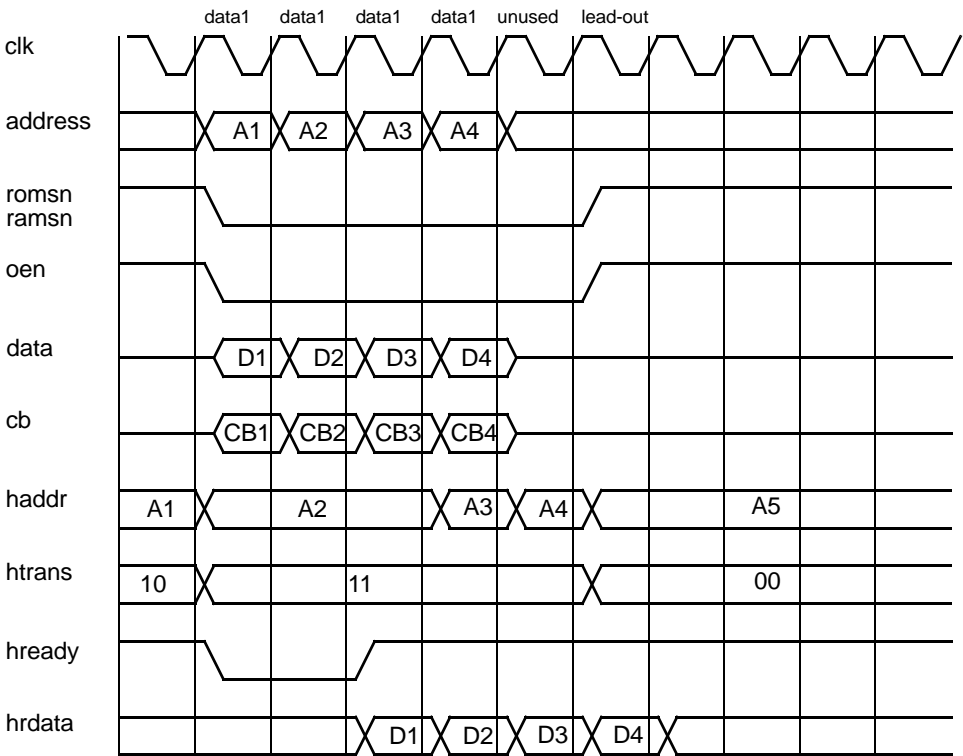 data1 data1 data1 data1 unused lead-out
clk
address A1 A2 A3 A4
romsn
ramsn
oen
data D1 D2 D3 D4
cb CB1 CB2 CB3 CB4
haddr A1 A2 A3 A4 A5
htrans 10 11 00
hready
hrdata D1 D2 D3 D4